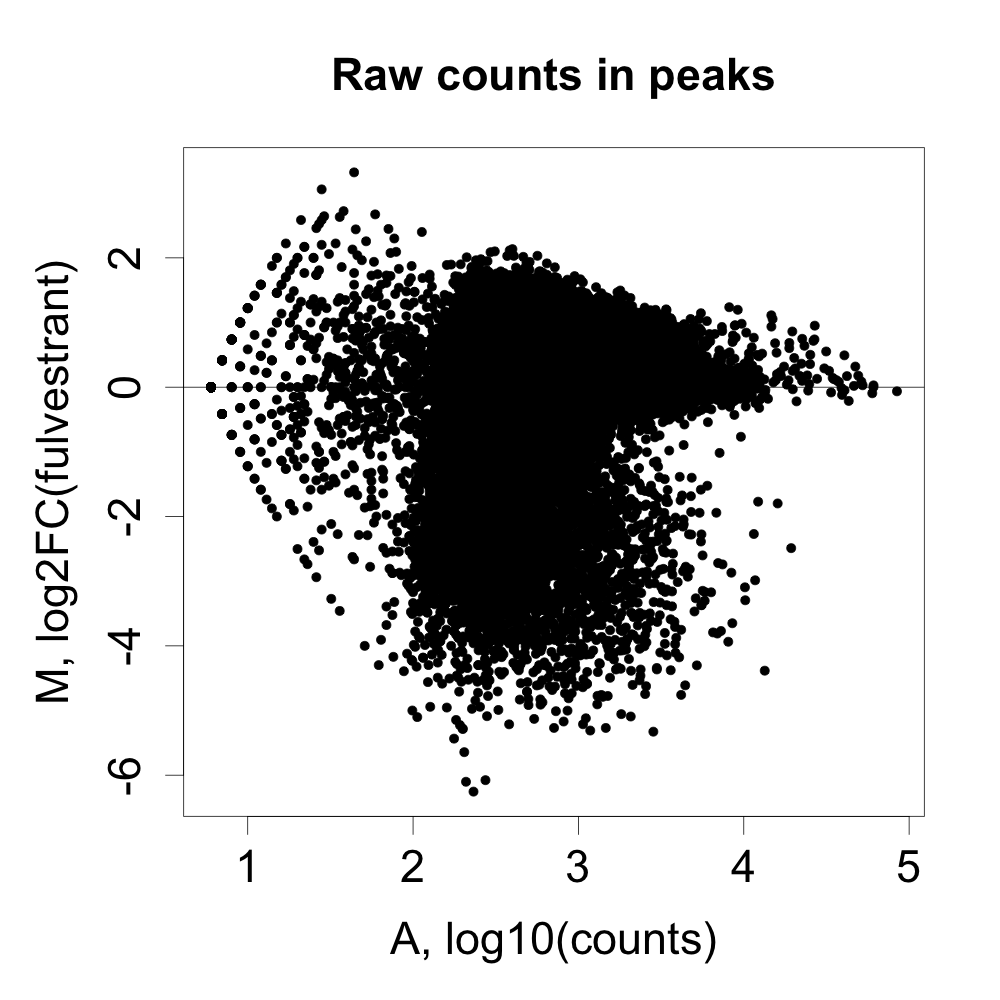 Raw counts in peaks
M, log2FC(fulvestrant)
2
0
-2
-4
-6
1 2 3 4 5
A, log10(counts)